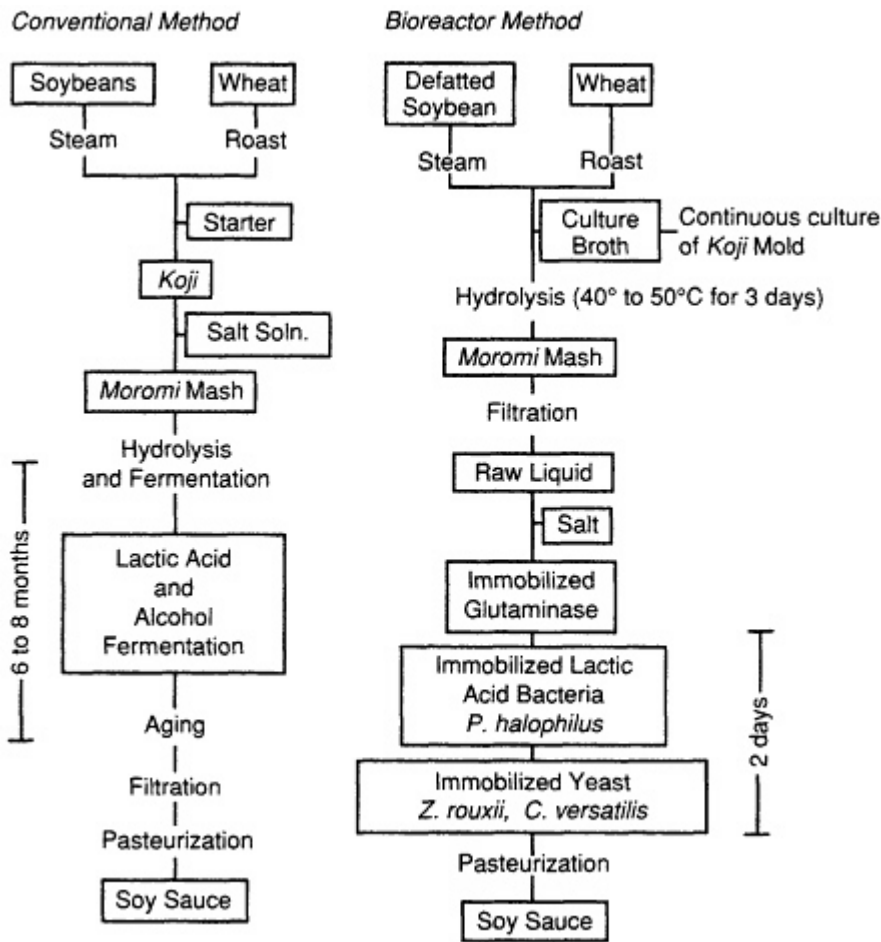 Conventional Method
Soybeans
Wheat
Steam
Roast
Starter
Koji
Salt Soln.
Moromi Mash
Hydrolysis
and Fermentation
6 to 8 months
Lactic Acid
and
Alcohol
Fermentation
Aging
Filtration
Pasteurization
Soy Sauce
Bioreactor Method
Defatted
Soybean
Wheat
Steam
Roast
Culture
Broth
Continuous culture
of Koji Mold
Hydrolysis (40° to 50°C for 3 days)
Moromi Mash
Filtration
Raw Liquid
Salt
Immobilized
Glutaminase
Immobilized Lactic
Acid Bacteria
P. halophilus
2 days
Immobilized Yeast
Z. rouxii, C. versatilis
Pasteurization
Soy Sauce